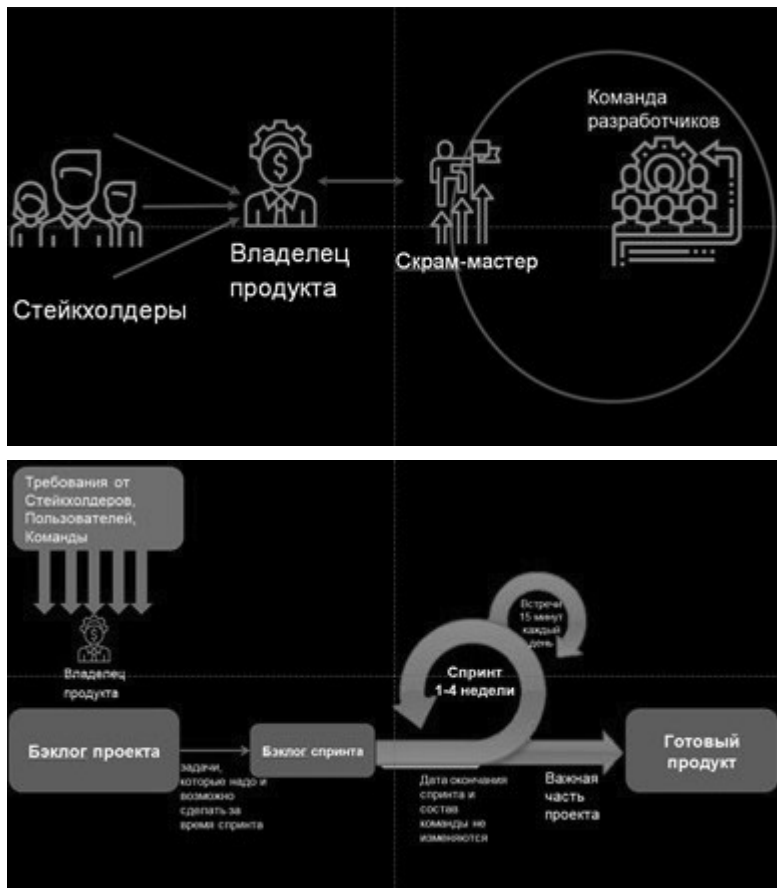 Команда
разработчиков
Владелец
продукта
Скрам-мастер
Стейкхолдеры
Требования от
Стейкхолдеров,
Пользователей,
Команды
Владелец
продукта
Встречи
15 минут
каждый
день
Спринт
1-4 недели
Бэклог проекта
Бэклог спринта
Готовый
продукт
задачи,
которые надо и
возможно
сделать за
время спринта
Дата окончания
спринта и
состав
команды не
изменяются
Важная
часть
проекта